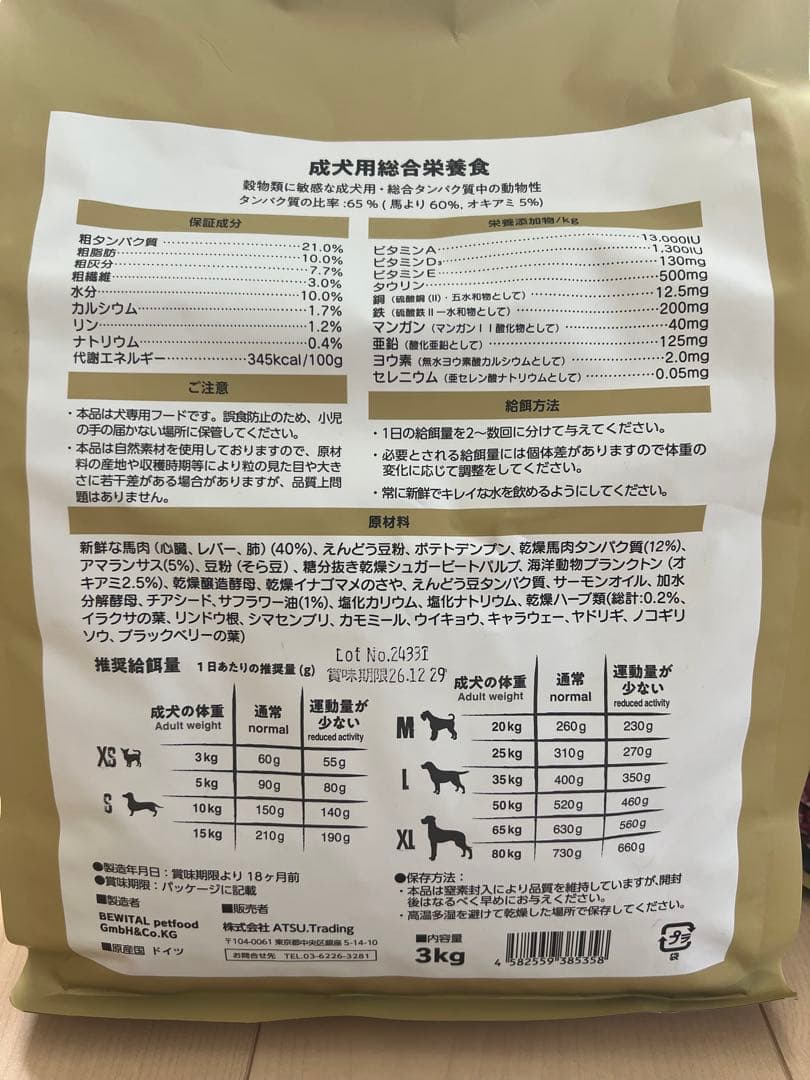 成犬用総合栄養食
穀物類に敏感な成犬用・総合タンパク質中の動物性
タンパク質の比率:65%(馬より60%, オキアミ5%)
保証成分
粗タンパク質 ……21.0%
粗脂肪……10.0%
粗灰分……7.7%
粗繊維……3.0%
水分……10.0%
カルシウム……1.7%
リン……1.2%
ナトリウム……0.4%
代謝エネルギー……345kcal/100g
ご注意
・本品は犬専用フードです。誤食防止のため、小児
の手の届かない場所に保管してください。
・本品は自然素材を使用しておりますので、原材
料の産地や収穫時期等により粒の見た目や大き
さに若干差がある場合がありますが、品質上問
題はありません。
栄養添加物/kg
ビタミンA……13,000IU
ビタミンD₃……1,300IU
ビタミンE……130mg
タウリン……500mg
銅(硫酸銅(II)・五水和物として)……12.5mg
鉄(硫酸鉄II一水和物として)……200mg
マンガン(マンガンII酸化物として)……40mg
亜鉛(酸化亜鉛として)……125mg
ヨウ素(無水ヨウ素酸カルシウムとして)……2.0mg
セレニウム(亜セレン酸ナトリウムとして)……0.05mg
給餌方法
・1日の給餌量を2〜数回に分けて与えてください。
・必要とされる給餌量には個体差がありますので体重の
変化に応じて調整をしてください。
・常に新鮮でキレイな水を飲めるようにしてください。
原材料
新鮮な馬肉(心臓、レバー、肺)(40%)、えんどう豆粉、ポテトデンプン、乾燥馬肉タンパク質(12%)、
アマランサス(5%)、豆粉(そら豆)、糖分抜き乾燥シュガービートパルプ、海洋動物プランクトン(オ
キアミ2.5%)、乾燥醸造酵母、乾燥イナゴマメのさや、えんどう豆タンパク質、サーモンオイル、加水
分解酵母、チアシード、サフラワー油(1%)、塩化カリウム、塩化ナトリウム、乾燥ハーブ類(総計:0.2%、
イラクサの葉、リンドウ根、シマセンブリ、カモミール、ウイキョウ、キャラウェー、ヤドリギ、ノコギリ
ソウ、ブラックベリーの葉)
Lot No.24331
賞味期限26.12 29
推奨給餌量 1日あたりの推奨量(g)
成犬の体重 通常 運動量が
少ない
Adult weight normal reduced activity
XS 3kg 60g 55g
5kg 90g 80g
S 10kg 150g 140g
15kg 210g 190g
成犬の体重 通常 運動量が
少ない
Adult weight normal reduced activity
M 20kg 260g 230g
25kg 310g 270g
L 35kg 400g 350g
50kg 520g 460g
XL 65kg 630g 560g
80kg 730g 660g
●製造年月日:賞味期限より18ヶ月前
●賞味期限:パッケージに記載
■製造者
BEWITAL petfood
GmbH&Co.KG
■原産国 ドイツ
■販売者
株式会社 ATSU.Trading
〒104-0061 東京都中央区銀座 5-14-10
お問合せ先 TEL.03-6226-3281
●保存方法:
・本品は窒素封入により品質を維持していますが、開封
後はなるべく早めにお与えください。
・高温多湿を避けて乾燥した場所で保存してください。
■内容量
3kg
4 582559 385358
プラ
袋